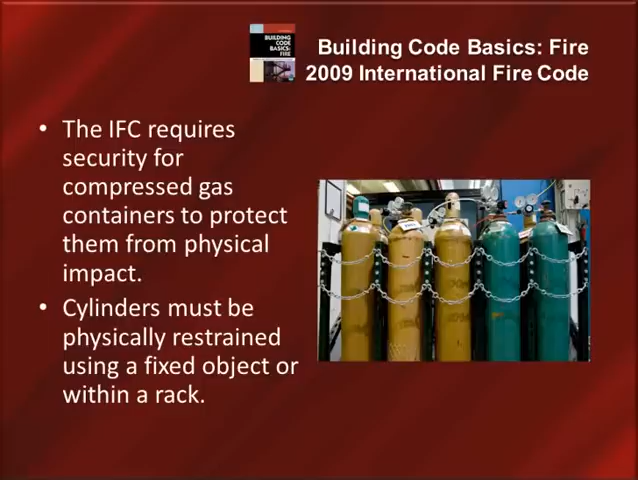 BUILDING
CODE
BASICS:
FIRE
Building Code Basics: Fire
2009 International Fire Code
• The IFC requires
security for
compressed gas
containers to protect
them from physical
impact.
• Cylinders must be
physically restrained
using a fixed object or
within a rack.